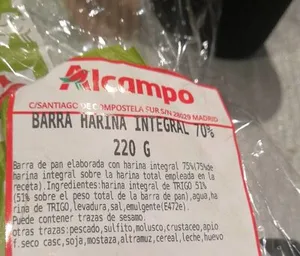 Alcampo
C/SANTIAGO DE COMPOSTELA SUR S/N 28029 MADRID
BARRA HARINA INTEGRAL 70%
220 G
Barra de pan elaborada con harina integral 75%(75%de
harina integral sobre la harina total empleada en la
receta). Ingredientes:harina integral de TRIGO 51%
(51% sobre el peso total de la barra de pan),agua,ha
rina de TRIGO,levadura,sal,emulgente(E472e).
Puede contener trazas de sesamo.
otras trazas:pescado,sulfito,molusco,crustaceo,apio
f.seco casc,soja,mostaza,altramuz,cereal,leche,huevo